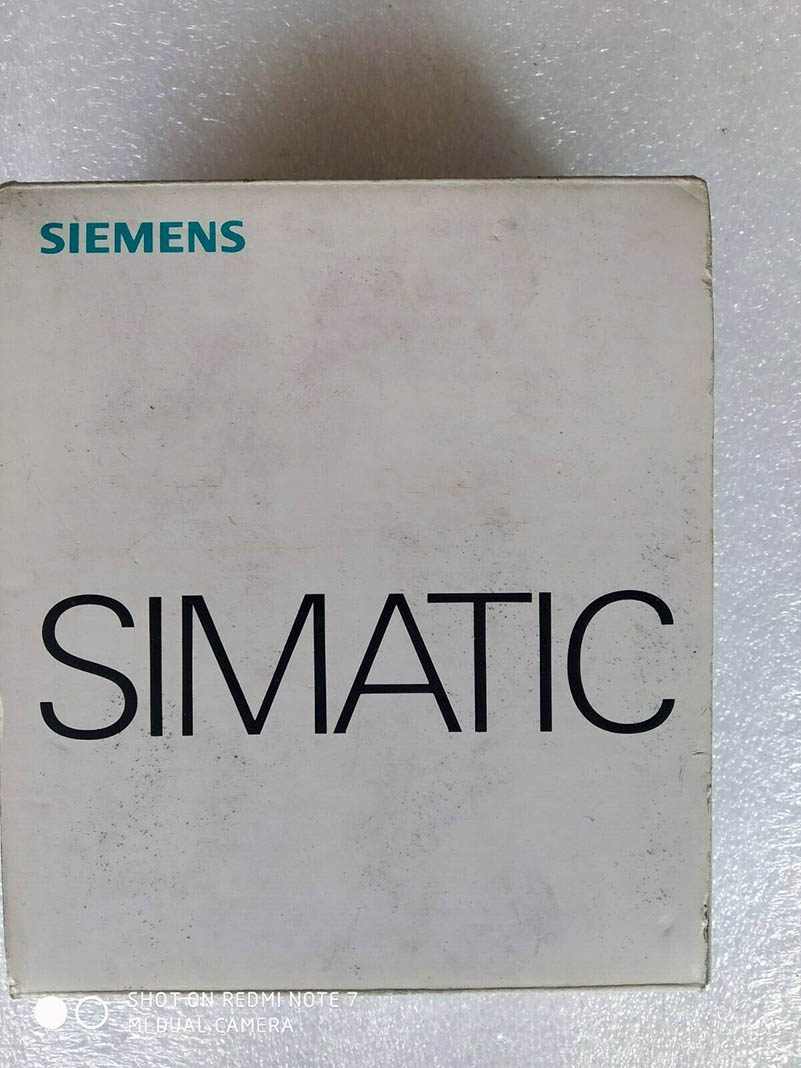 SIEMENS
SIMATIC
SHOT ON REDMI NOTE 7
MI DUAL CAMERA